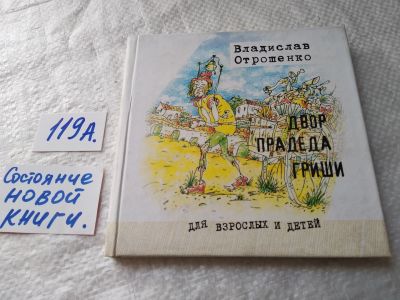 119А.
Состояние
НОВОЙ
КНИГИ.
Владислав
Отрошенко
ДВОР
ПРАДЕДА
ГРИШИ
ДЛЯ ВЗРОСЛЫХ И ДЕТЕЙ